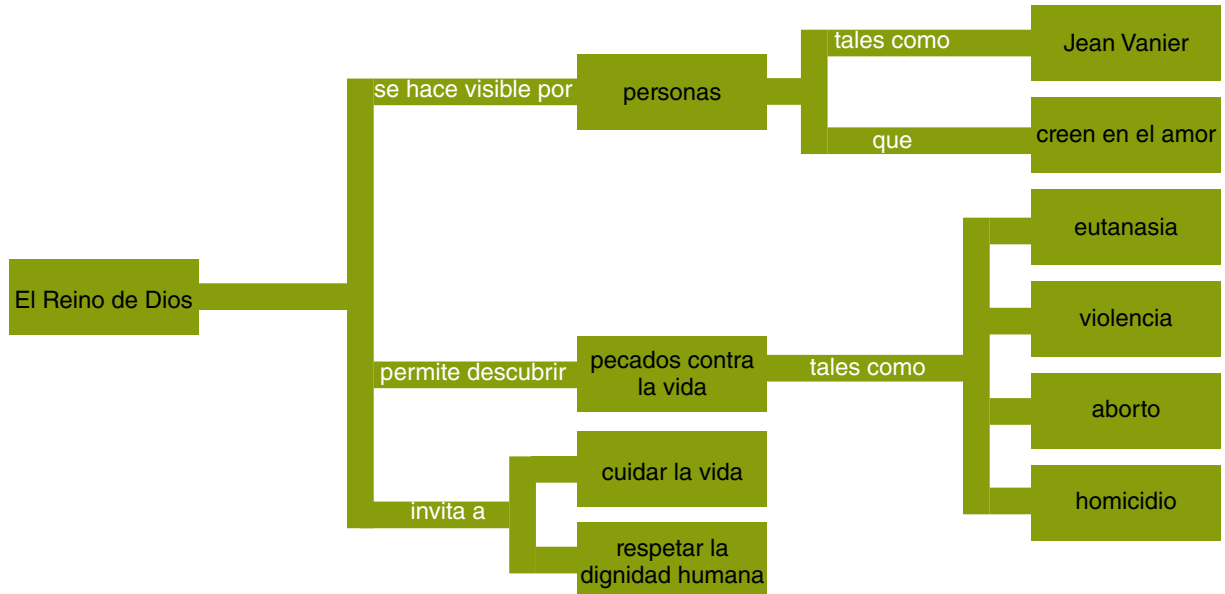 El Reino de Dios
se hace visible por
personas
tales como
Jean Vanier
que
creen en el amor
permite descubrir
pecados contra
la vida
tales como
eutanasia
violencia
aborto
homicidio
invita a
cuidar la vida
respetar la
dignidad humana